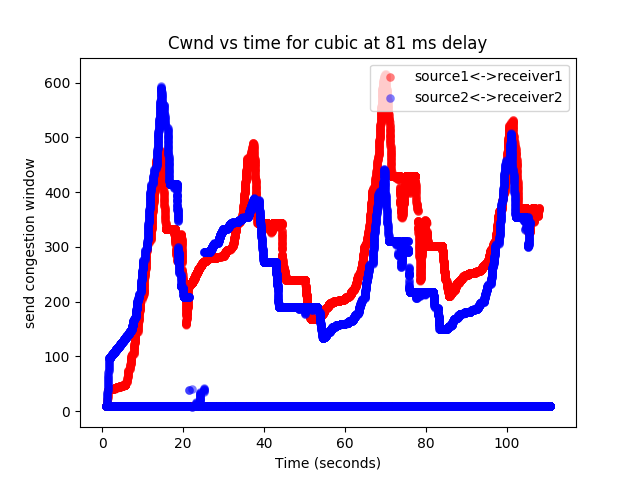 Cwnd vs time for cubic at 81 ms delay
source1<->receiver1
source2<->receiver2
send congestion window
600
500
400
300
200
100
0
0 20 40 60 80 100
Time (seconds)